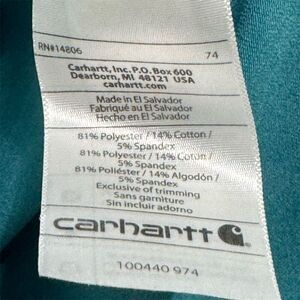 RN#14806 74
Carhartt, Inc. P.O. Box 600
Dearborn, MI 48121 USA
carhartt.com
Made in El Salvador
Fabriqué au El Salvador
Hecho en El Salvador
81% Polyester / 14% Cotton /
5% Spandex
81% Polyester / 14% Coton /
5% Spandex
81% Poliéster / 14% Algodón /
5% Spandex
Exclusive of trimming
Sans garniture
Sin incluir adorno
carhartt
100440 974